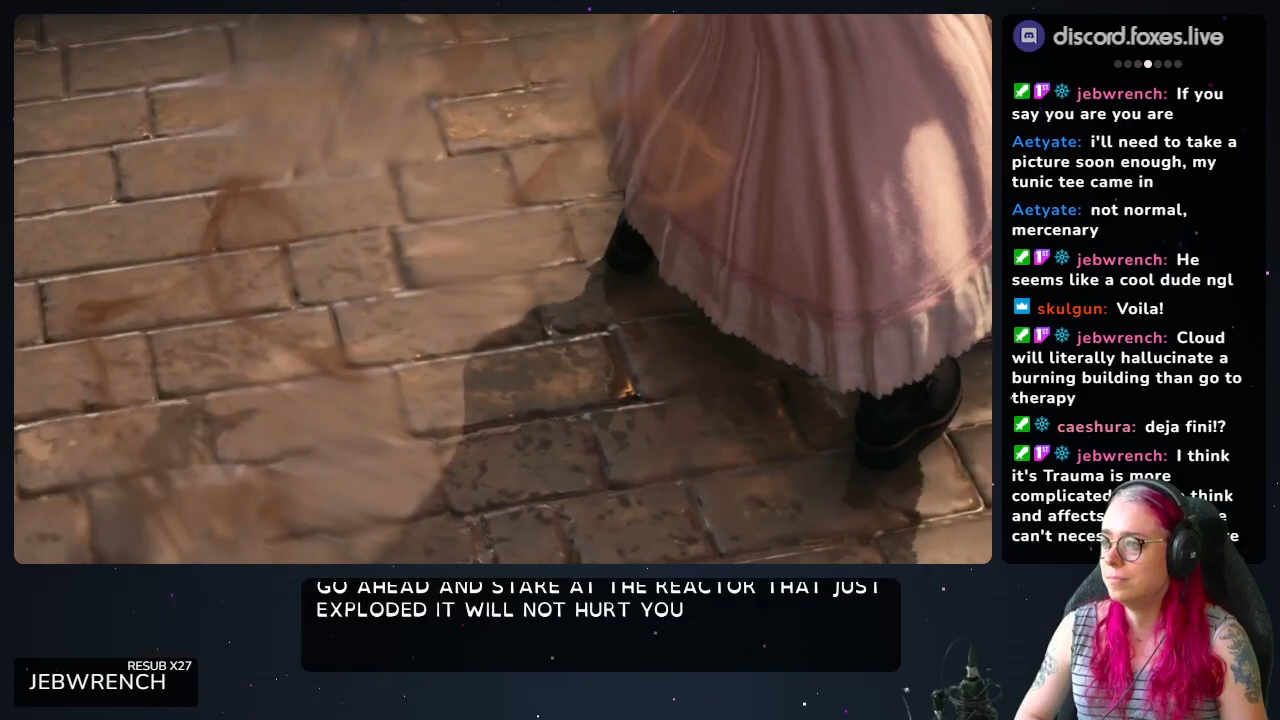 discord.foxes.live
jebwrench: If you
say you are you are
Aetyate: i'll need to take a
picture soon enough, my
tunic tee came in
Aetyate: not normal,
mercenary
jebwrench: He
seems like a cool dude ngl
skulgun: Voila!
jebwrench: Cloud
will literally hallucinate a
burning building than go to
therapy
caeshura: deja fini!?
jebwrench: I think
it's Trauma is more
complicated think
and affects
can't
GO AHEAD AND STARE AT THE REACTOR THAT JUST
EXPLODED IT WILL NOT HURT YOU
RESUB X27
JEBWRENCH